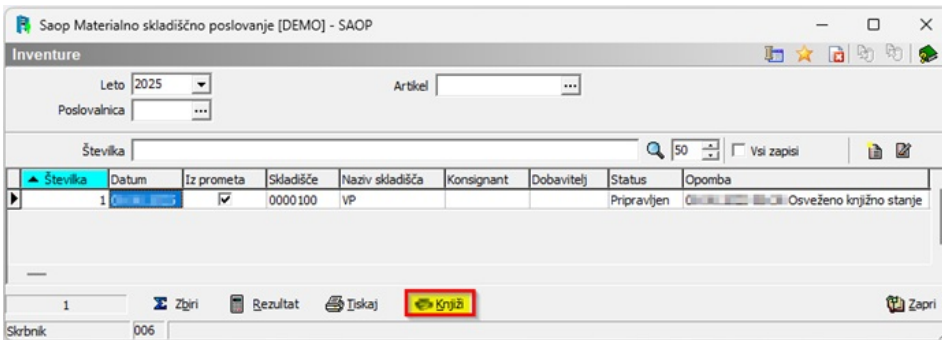 Saop Materialno skladiščno poslovanje [DEMO] - SAOP
Inventure
Leto 2025 Artikel ...
Poslovalnica ...
Številka 50 Vsi zapisi
Številka Datum Iz prometa Skladišče Naziv skladišča Konsignant Dobavitelj Status Opomba
1 0000100 VP Pripravljen Osveženo knjižno stanje
1 Zbiri Rezultat Tiskaj Knjiži Zapri
Skrbnik 006